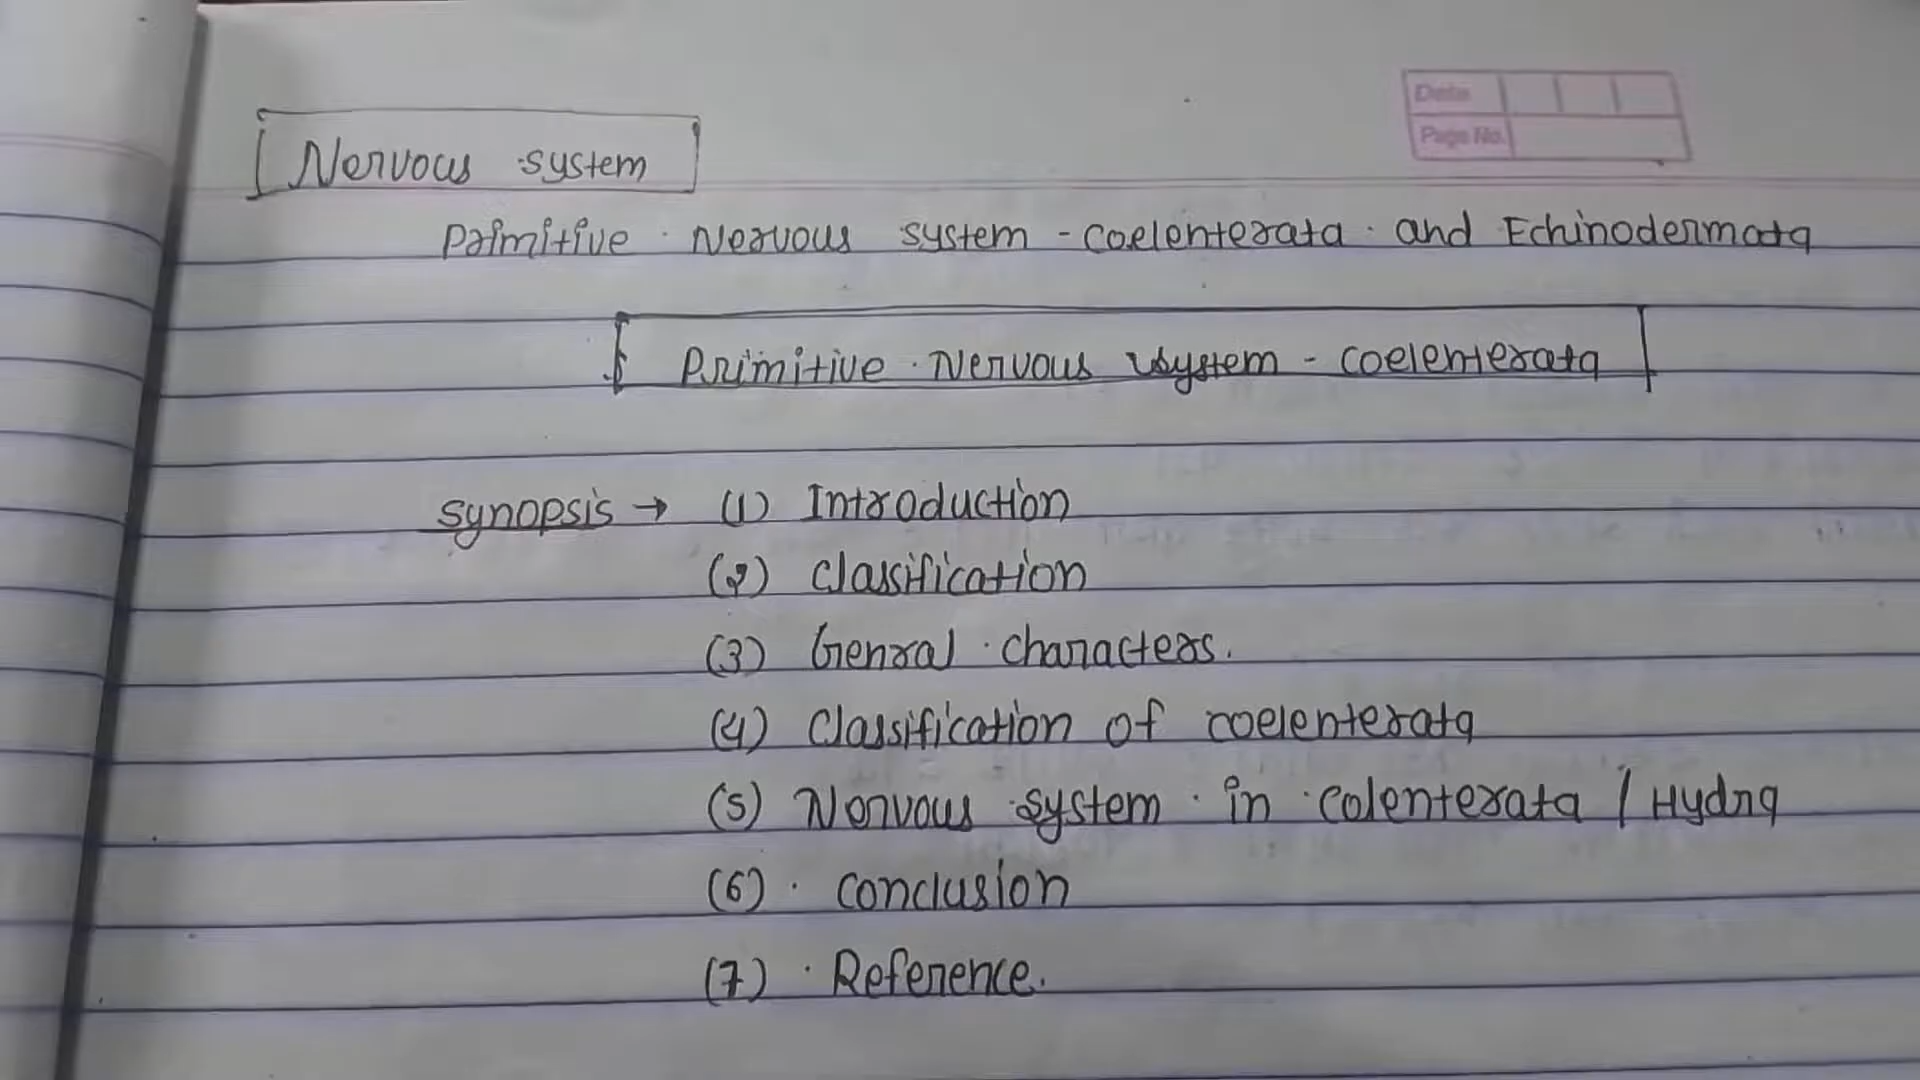 Date
Page No.
Nervous system
Primitive Nervous system - coelenterata and Echinodermata
Primitive Nervous system - coelenterata
synopsis → (1) Introduction
(2) classification
(3) Genral characters.
(4) classification of coelenterata
(5) Nervous system in colenterata / Hydra
(6) conclusion
(7) Reference.